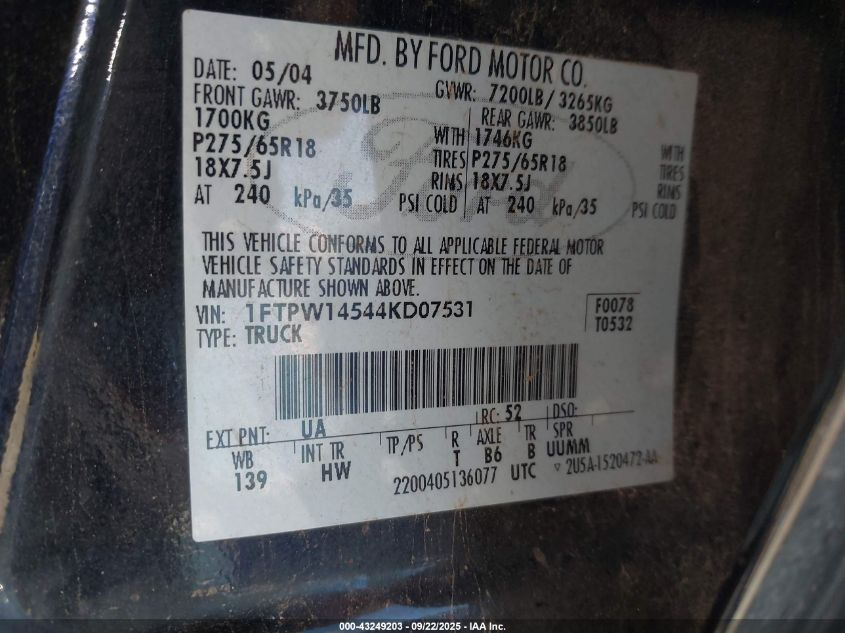 MFD. BY FORD MOTOR CO.
DATE: 05/04 GVWR: 7200LB/ 3265KG
FRONT GAWR: 3750LB REAR GAWR: 3850LB
1700KG WITH 1746KG WITH
P275/65R18 TIRES P275/65R18 TIRES
18X7.5J RIMS 18X7.5J RIMS
AT 240 kPa/35 PSI COLD AT 240 kPa/35 PSI COLD
Ford
THIS VEHICLE CONFORMS TO ALL APPLICABLE FEDERAL MOTOR
VEHICLE SAFETY STANDARDS IN EFFECT ON THE DATE OF
MANUFACTURE SHOWN ABOVE.
VIN: 1FTPW14544KD07531 F0078
TYPE: TRUCK T0532
EXT PNT: UA RC: 52 DSO:
WB INT TR TP/PS R AXLE TR SPR
139 HW T B6 B UUMM
2200405136077 UTC ▿ 2U5A-1520472-AA
000-43249203 - 09/22/2025 - IAA Inc.